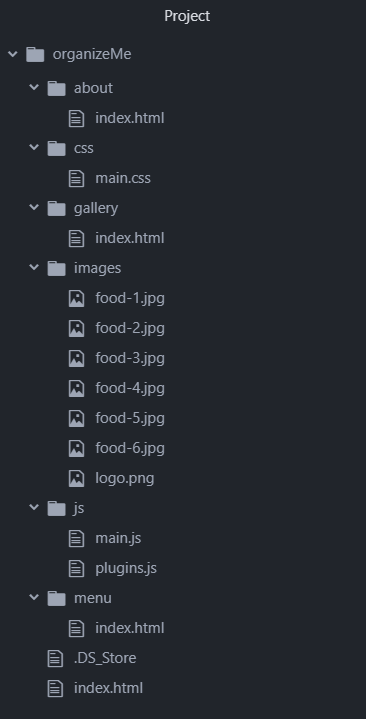 Project
organizeMe
about
index.html
css
main.css
gallery
index.html
images
food-1.jpg
food-2.jpg
food-3.jpg
food-4.jpg
food-5.jpg
food-6.jpg
logo.png
js
main.js
plugins.js
menu
index.html
.DS_Store
index.html